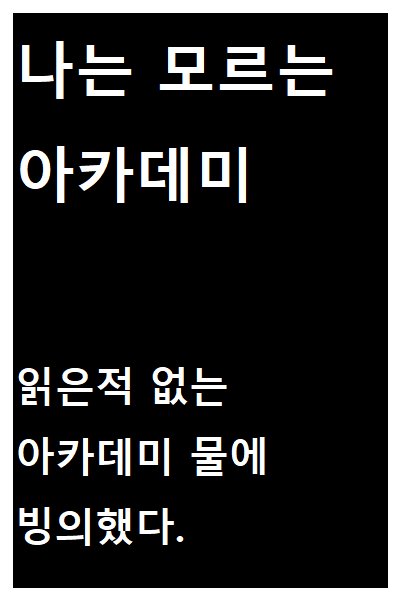 나는 모르는
아카데미
읽은적 없는
아카데미 물에
빙의했다.